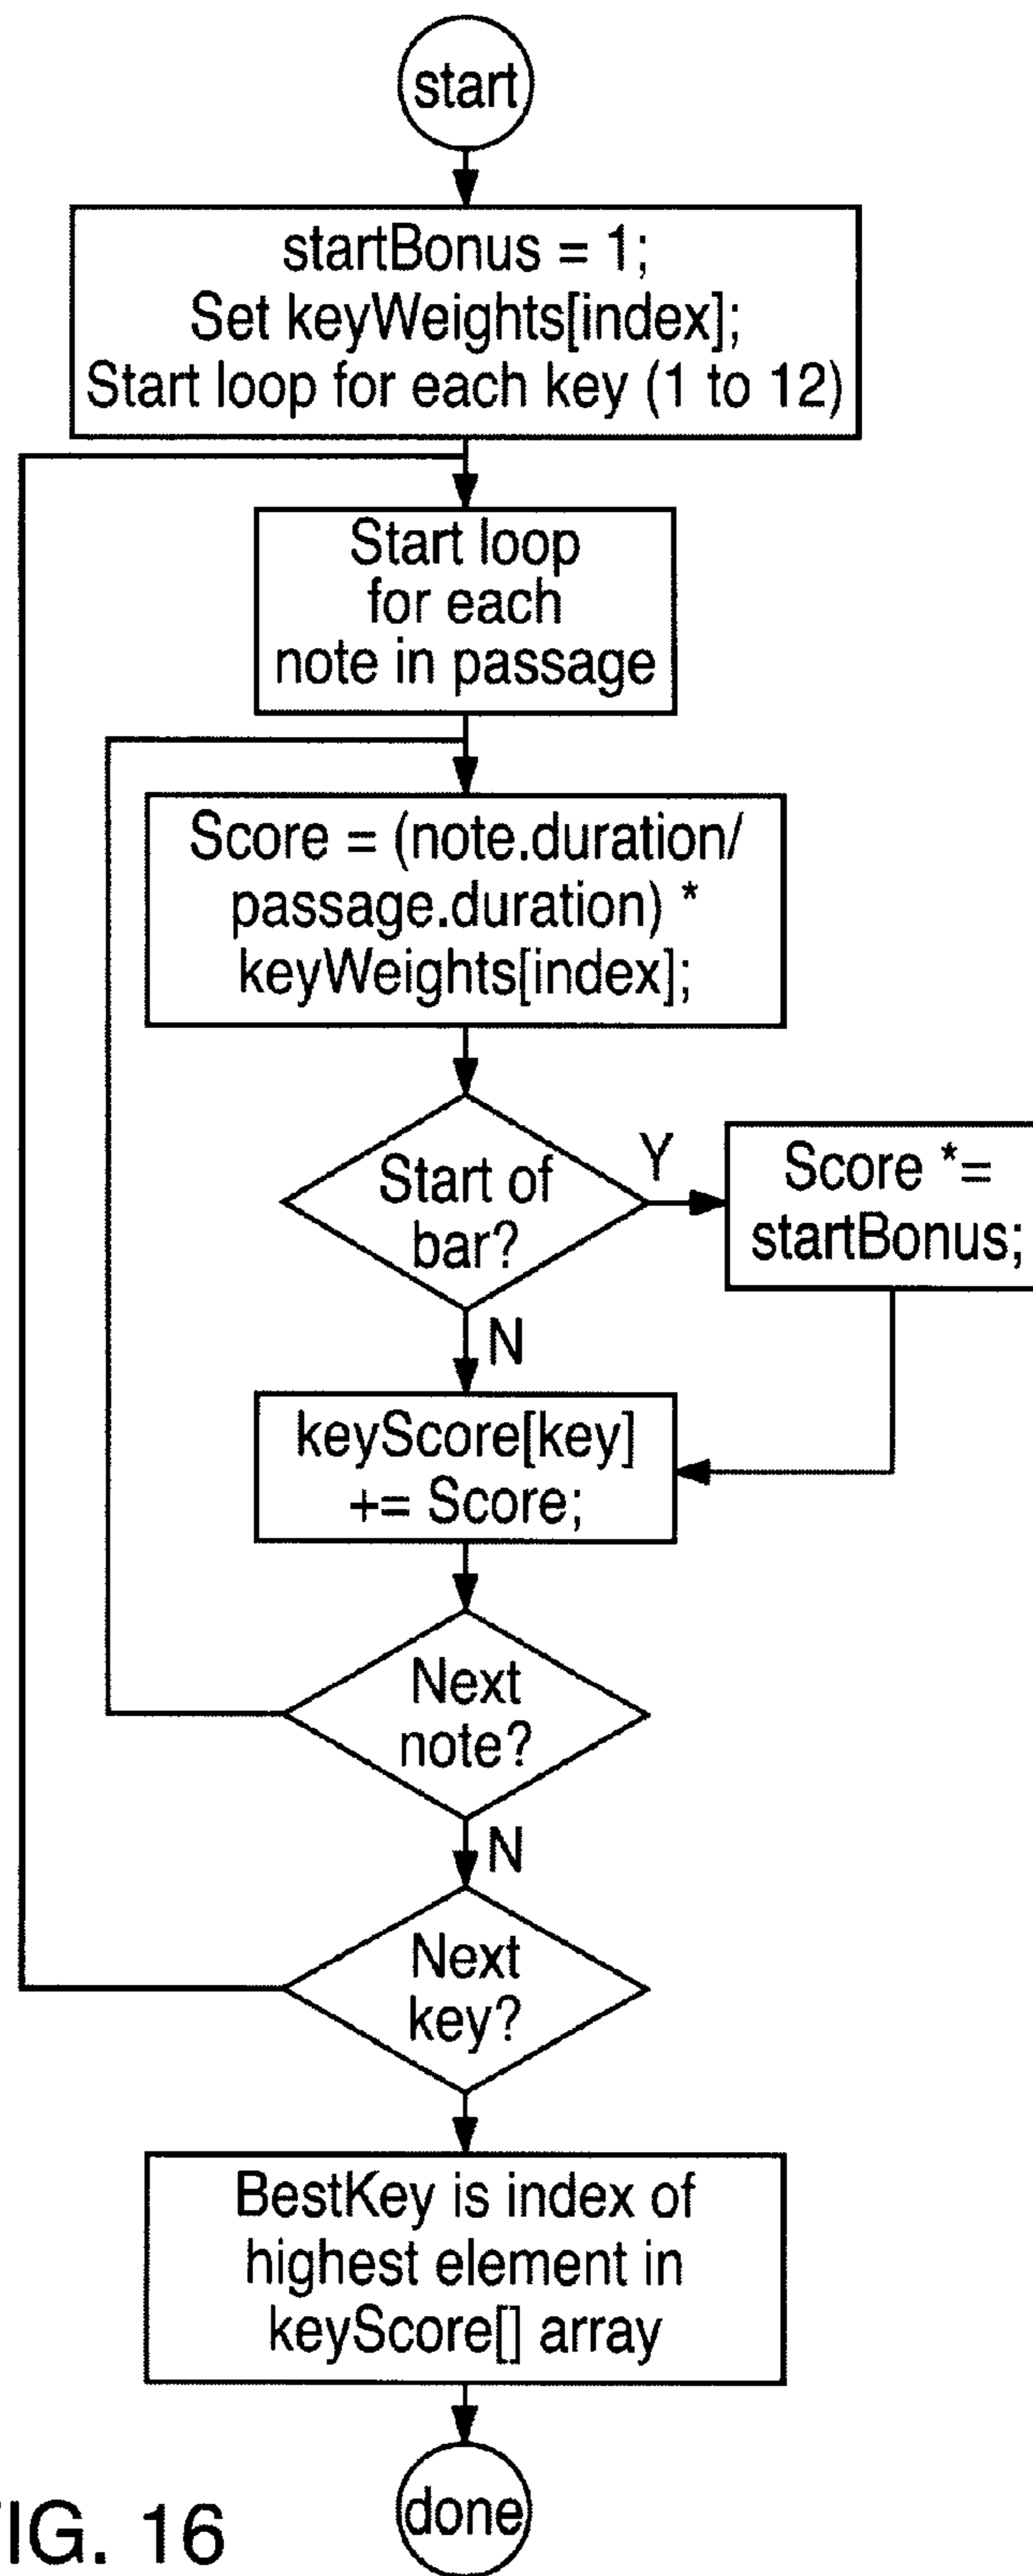 start
startBonus = 1;
Set keyWeights[index];
Start loop for each key (1 to 12)
Start loop
for each
note in passage
Score = (note.duration/
passage.duration) *
keyWeights[index];
Start of
bar?
Y
Score *=
startBonus;
N
keyScore[key]
+= Score;
Next
note?
N
Next
key?
BestKey is index of
highest element in
keyScore[] array
done
FIG. 16